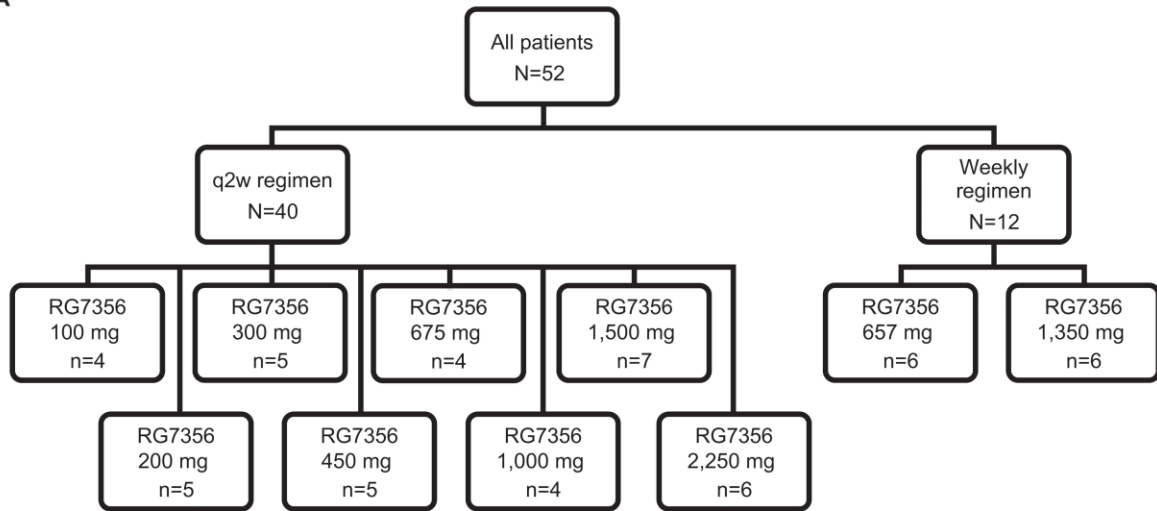 All patients
N=52
q2w regimen
N=40
Weekly
regimen
N=12
RG7356
100 mg
n=4
RG7356
300 mg
n=5
RG7356
675 mg
n=4
RG7356
1,500 mg
n=7
RG7356
657 mg
n=6
RG7356
1,350 mg
n=6
RG7356
200 mg
n=5
RG7356
450 mg
n=5
RG7356
1,000 mg
n=4
RG7356
2,250 mg
n=6